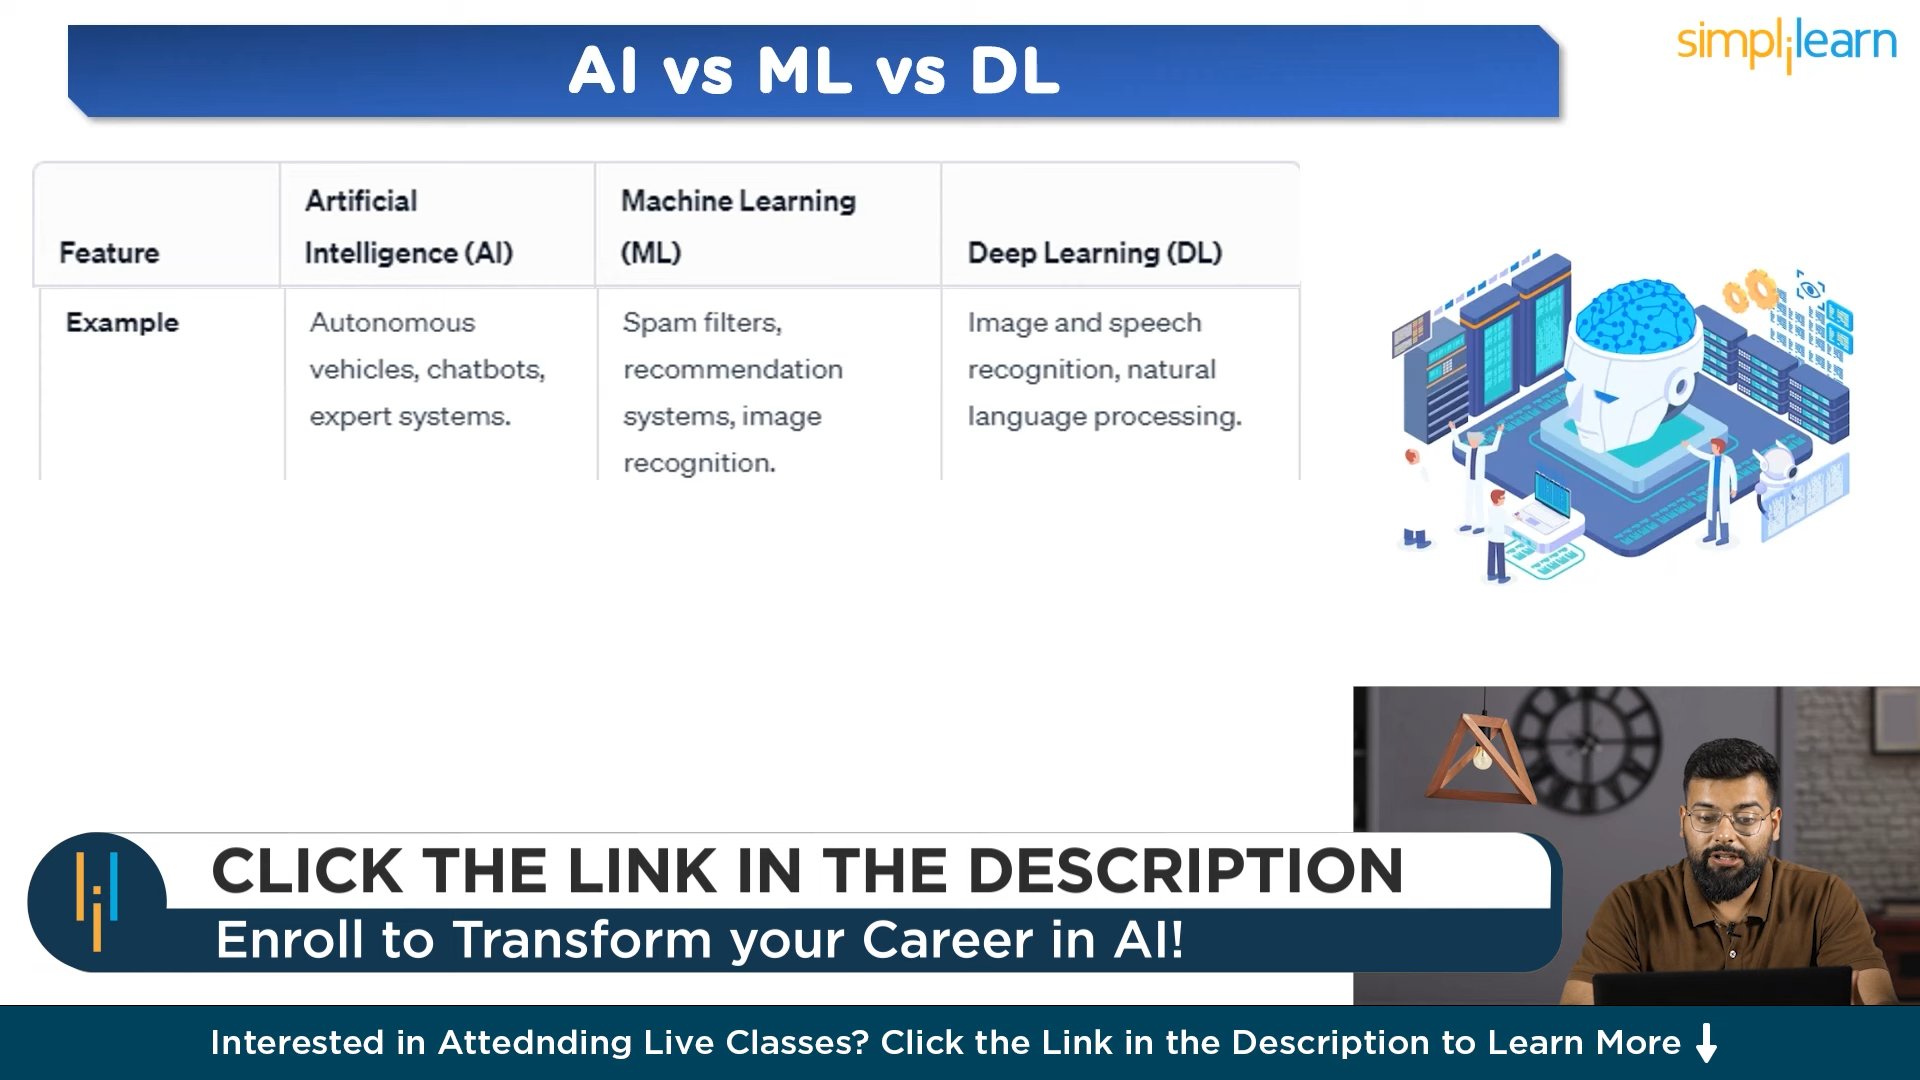 AI vs ML vs DL
simplilearn
Feature
Artificial
Intelligence (AI)
Machine Learning
(ML)
Deep Learning (DL)
Example
Autonomous
vehicles, chatbots,
expert systems.
Spam filters,
recommendation
systems, image
recognition.
Image and speech
recognition, natural
language processing.
CLICK THE LINK IN THE DESCRIPTION
Enroll to Transform your Career in AI!
Interested in Attednding Live Classes? Click the Link in the Description to Learn More